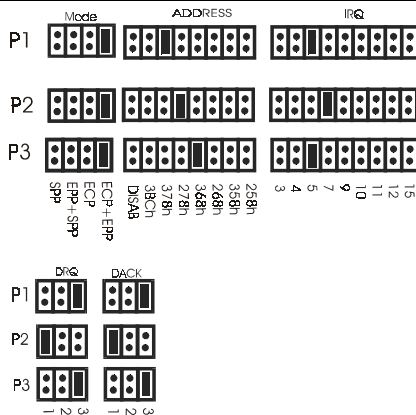 Mode ADDRESS IRQ
P1
P2
P3
SPP EPP+SPP ECP ECP+EPP DISAB 3BCh 378h 278h 368h 268h 358h 258h 3 4 5 7 9 10 11 12 15
DRQ DACK
P1
P2
P3
1 2 3 1 2 3